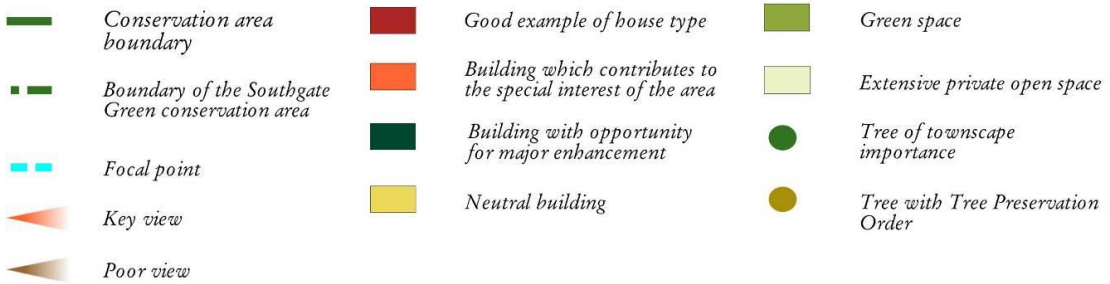 Conservation area
boundary
Boundary of the Southgate
Green conservation area
Focal point
Key view
Poor view
Good example of house type
Building which contributes to
the special interest of the area
Building with opportunity
for major enhancement
Neutral building
Green space
Extensive private open space
Tree of townscape
importance
Tree with Tree Preservation
Order